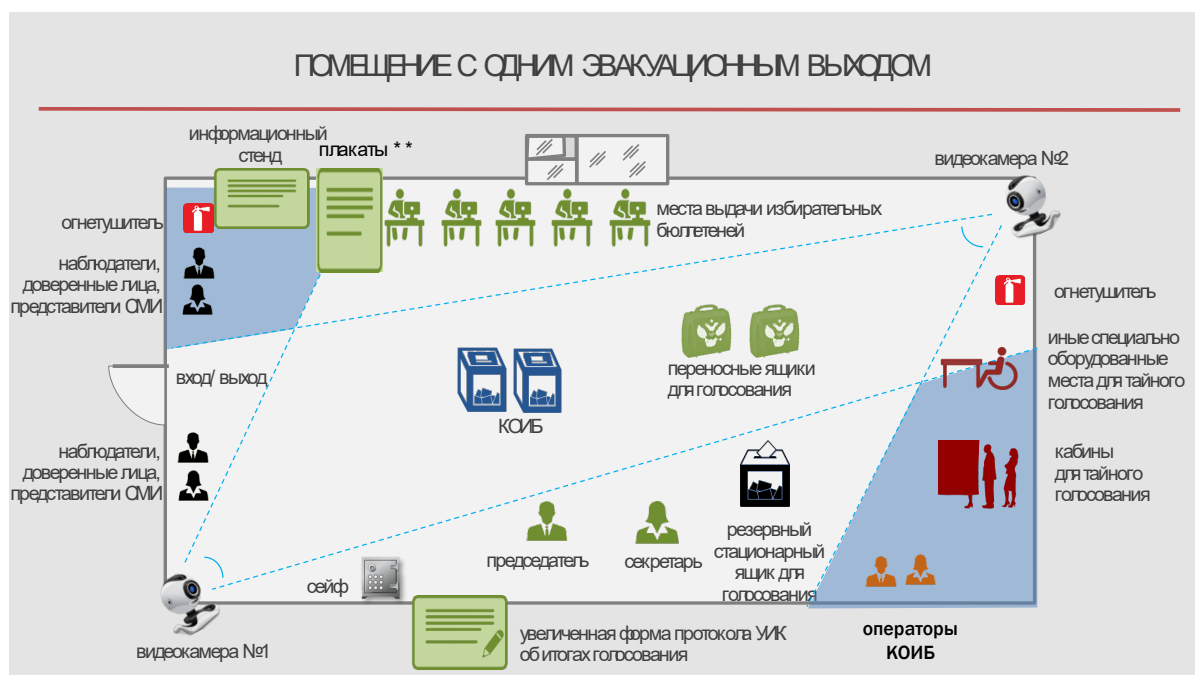 ПОМЕЩЕНИЕ С ОДНИМ ЭВАКУАЦИОННЫМ ВЫХОДОМ
информационный
стенд
плакаты * *
видеокамера №2
огнетушитель
места выдачи избирательных
бюллетеней
наблюдатели,
доверенные лица,
представители СМИ
огнетушитель
иные специально
оборудованные
места для тайного
голосования
вход/ выход
переносные ящики
для голосования
КОИБ
наблюдатели,
доверенные лица,
представители СМИ
кабины
для тайного
голосования
председатель
секретарь
резервный
стационарный
ящик для
голосования
сейф
операторы
КОИБ
увеличенная форма протокола УИК
об итогах голосования
видеокамера №1